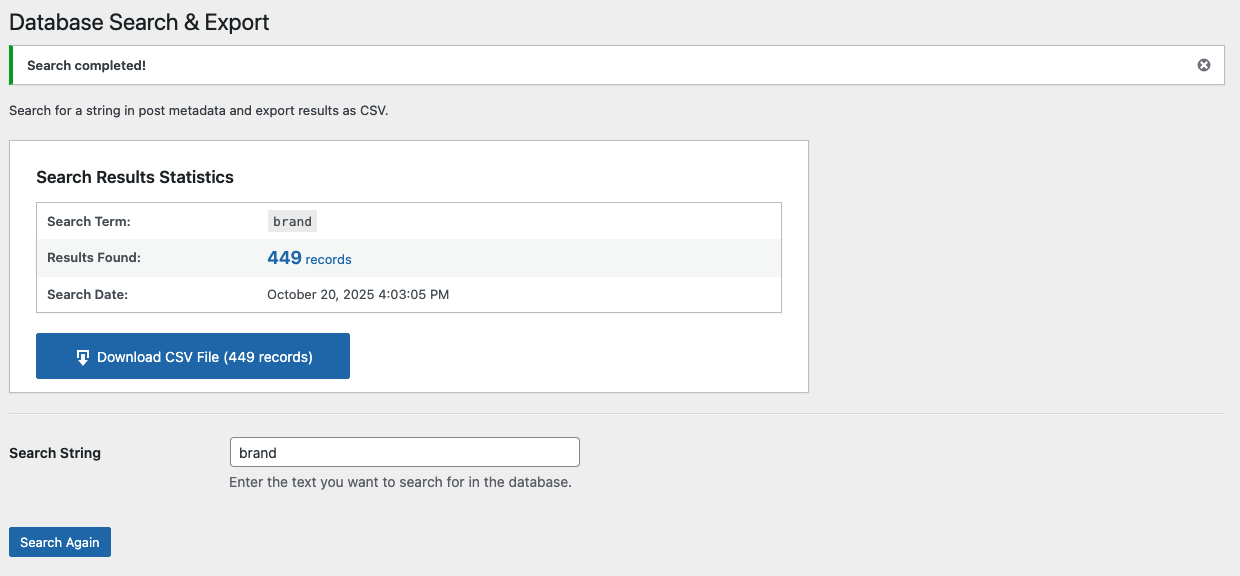 Database Search & Export
Search completed!
Search for a string in post metadata and export results as CSV.
Search Results Statistics
Search Term: brand
Results Found: 449 records
Search Date: October 20, 2025 4:03:05 PM
Download CSV File (449 records)
Search String brand
Enter the text you want to search for in the database.
Search Again